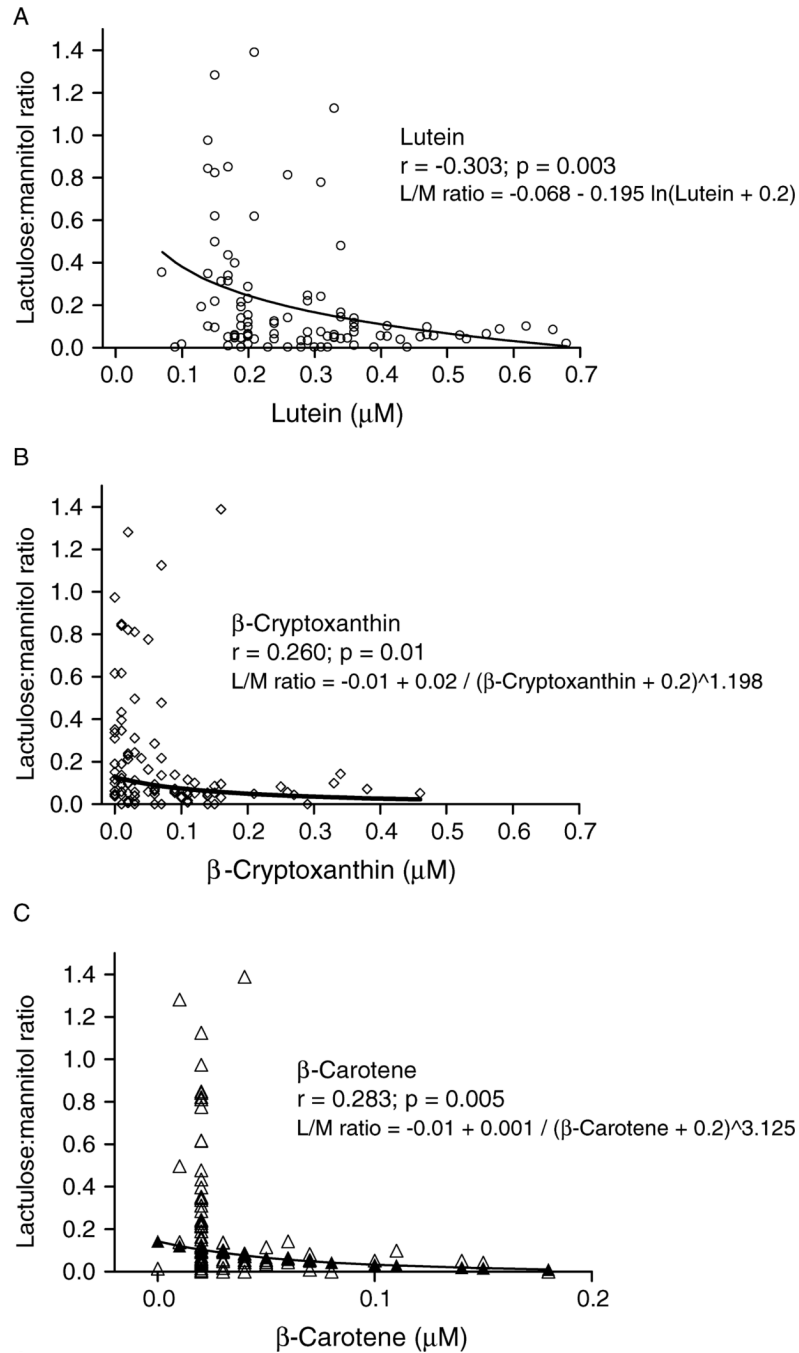 A
Lactulose:mannitol ratio
1.4
1.2
1.0
0.8
0.6
0.4
0.2
0.0
Lutein
r = -0.303; p = 0.003
L/M ratio = -0.068 - 0.195 ln(Lutein + 0.2)
0.0 0.1 0.2 0.3 0.4 0.5 0.6 0.7
Lutein (μM)
B
Lactulose:mannitol ratio
1.4
1.2
1.0
0.8
0.6
0.4
0.2
0.0
β-Cryptoxanthin
r = 0.260; p = 0.01
L/M ratio = -0.01 + 0.02 / (β-Cryptoxanthin + 0.2)^1.198
0.0 0.1 0.2 0.3 0.4 0.5 0.6 0.7
β-Cryptoxanthin (μM)
C
Lactulose:mannitol ratio
1.4
1.2
1.0
0.8
0.6
0.4
0.2
0.0
β-Carotene
r = 0.283; p = 0.005
L/M ratio = -0.01 + 0.001 / (β-Carotene + 0.2)^3.125
0.0 0.1 0.2
β-Carotene (μM)